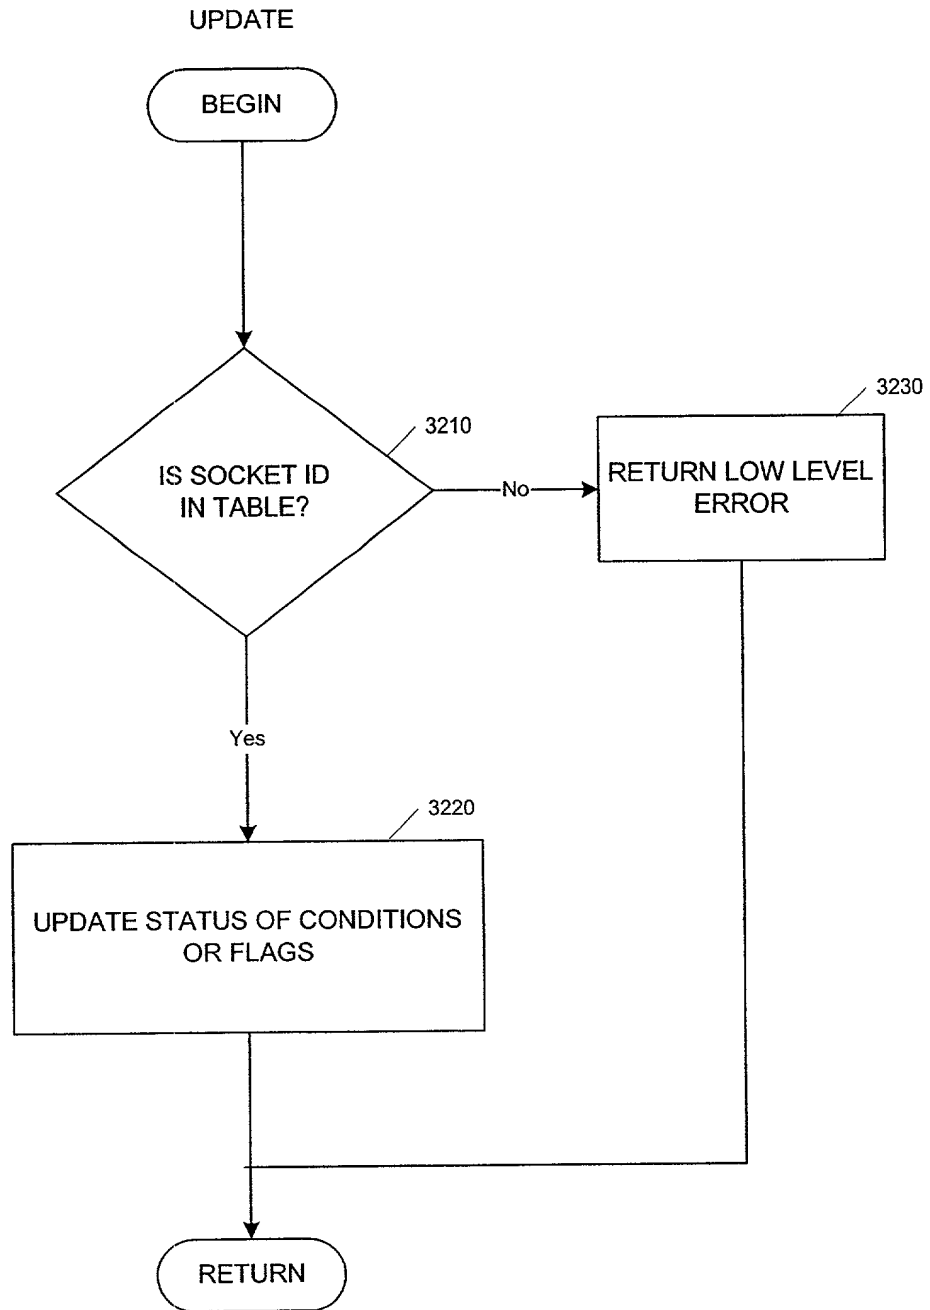 UPDATE
BEGIN
3210
IS SOCKET ID
IN TABLE?
No
3230
RETURN LOW LEVEL
ERROR
Yes
3220
UPDATE STATUS OF CONDITIONS
OR FLAGS
RETURN